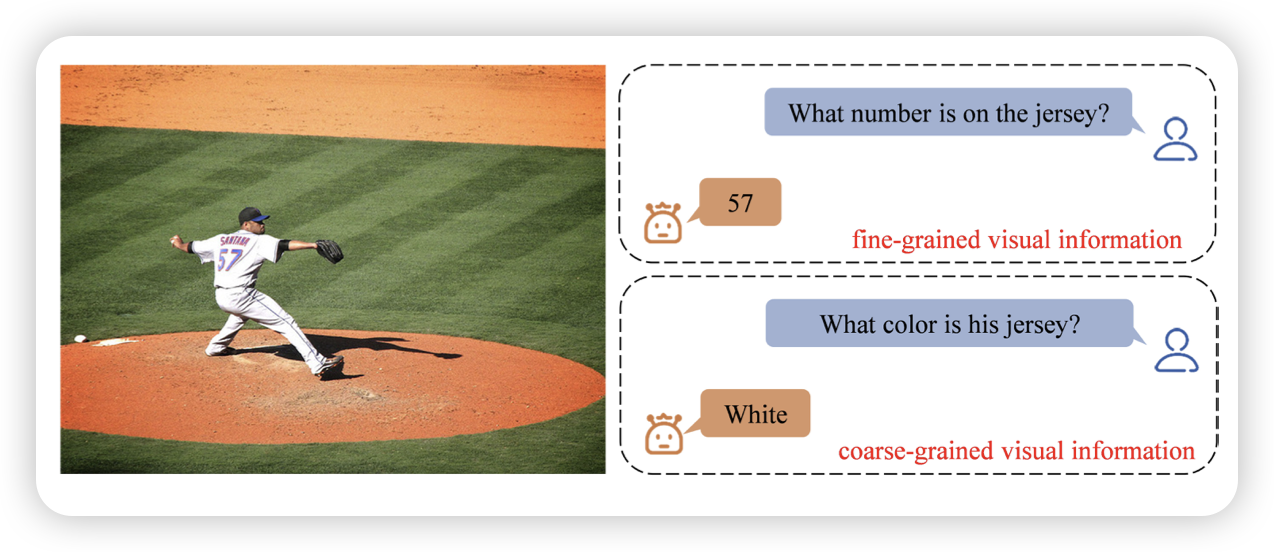 SANTANA
57
What number is on the jersey?
57
fine-grained visual information
What color is his jersey?
White
coarse-grained visual information